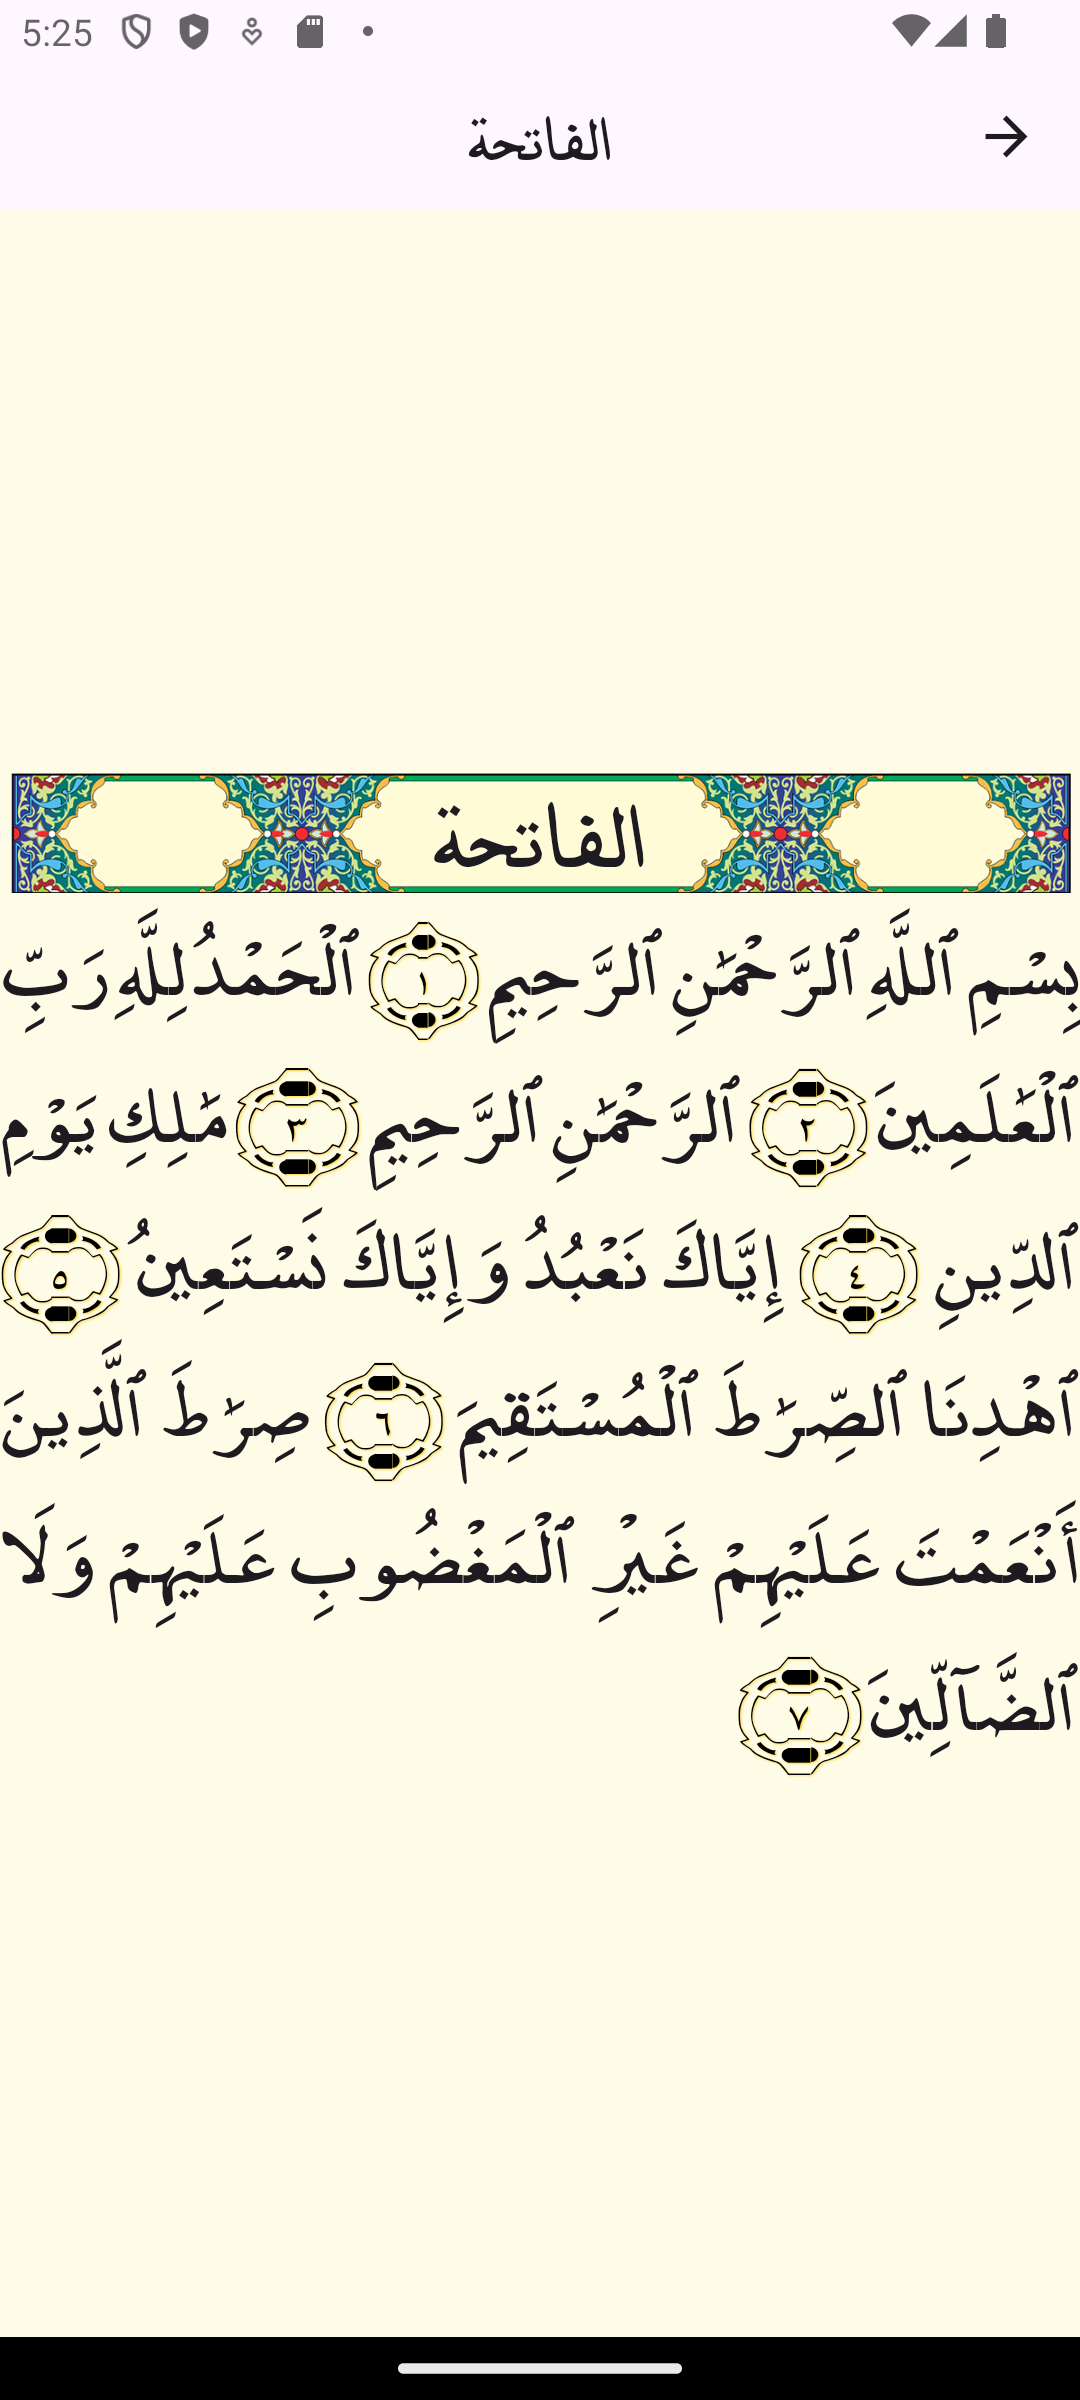 5:25
الفاتحة
الفاتحة
بِسْمِ ٱللَّهِ ٱلرَّحْمَٰنِ ٱلرَّحِيمِ ١ ٱلْحَمْدُ لِلَّهِ رَبِّ
ٱلْعَٰلَمِينَ ٢ ٱلرَّحْمَٰنِ ٱلرَّحِيمِ ٣ مَٰلِكِ يَوْمِ
ٱلدِّينِ ٤ إِيَّاكَ نَعْبُدُ وَإِيَّاكَ نَسْتَعِينُ ٥
ٱهْدِنَا ٱلصِّرَٰطَ ٱلْمُسْتَقِيمَ ٦ صِرَٰطَ ٱلَّذِينَ
أَنْعَمْتَ عَلَيْهِمْ غَيْرِ ٱلْمَغْضُوبِ عَلَيْهِمْ وَلَا
ٱلضَّآلِّينَ ٧